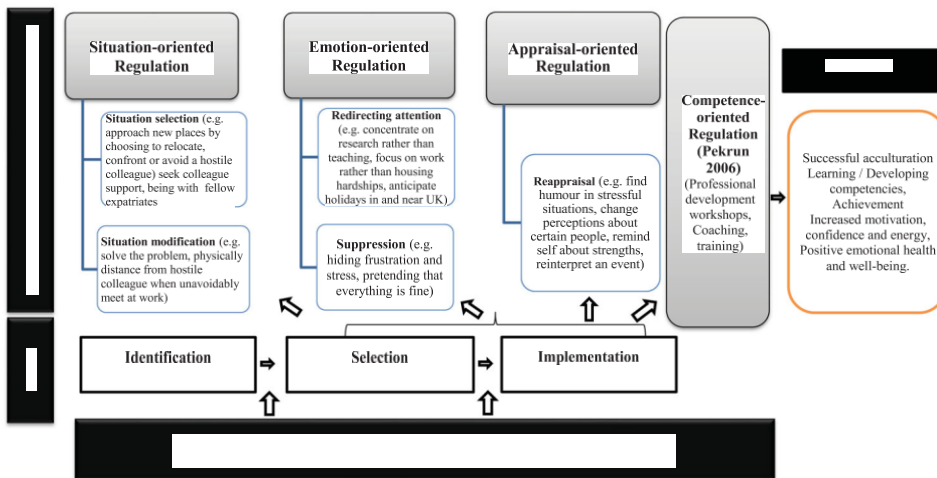 Situation-oriented
Regulation
Situation selection (e.g.
approach new places by
choosing to relocate,
confront or avoid a hostile
colleague) seek colleague
support, being with fellow
expatriates
Situation modification (e.g.
solve the problem, physically
distance from hostile
colleague when unavoidably
meet at work)
Emotion-oriented
Regulation
Redirecting attention
(e.g. concentrate on
research rather than
teaching, focus on work
rather than housing
hardships, anticipate
holidays in and near UK)
Suppression (e.g.
hiding frustration and
stress, pretending that
everything is fine)
Appraisal-oriented
Regulation
Reappraisal (e.g. find
humour in stressful
situations, change
perceptions about
certain people, remind
self about strengths,
reinterpret an event)
Competence-
oriented
Regulation
(Pekrun
2006)
(Professional
development
workshops,
Coaching,
training)
Successful acculturation
Learning / Developing
competencies,
Achievement
Increased motivation,
confidence and energy,
Positive emotional health
and well-being.
Identification
Selection
Implementation